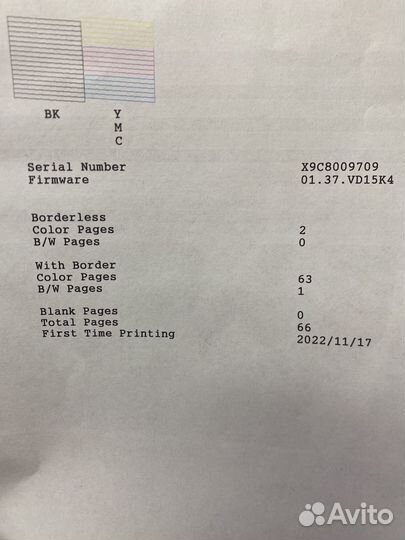 BK Y
M
C
Serial Number X9C8009709
Firmware 01.37.VD15K4
Borderless
Color Pages 2
B/W Pages 0
With Border
Color Pages 63
B/W Pages 1
Blank Pages 0
Total Pages 66
First Time Printing 2022/11/17
Avito